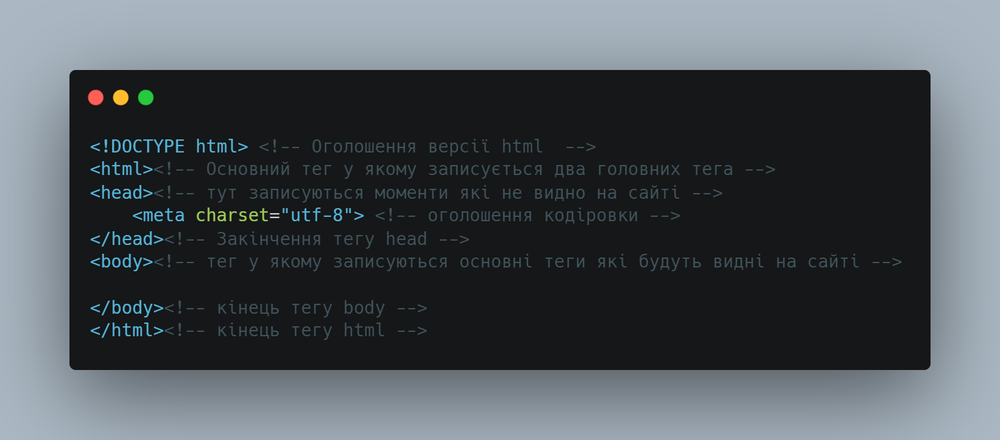 <!DOCTYPE html> <!-- Оголошення версії html  -->
<html><!-- Основний тег у якому записується два головних тега -->
<head><!-- тут записуються моменти які не видно на сайті -->
    <meta charset="utf-8"> <!-- оголошення кодіровки -->
</head><!-- Закінчення тегу head -->
<body><!-- тег у якому записуються основні теги які будуть видні на сайті -->
</body><!-- кінець тегу body -->
</html><!-- кінець тегу html -->